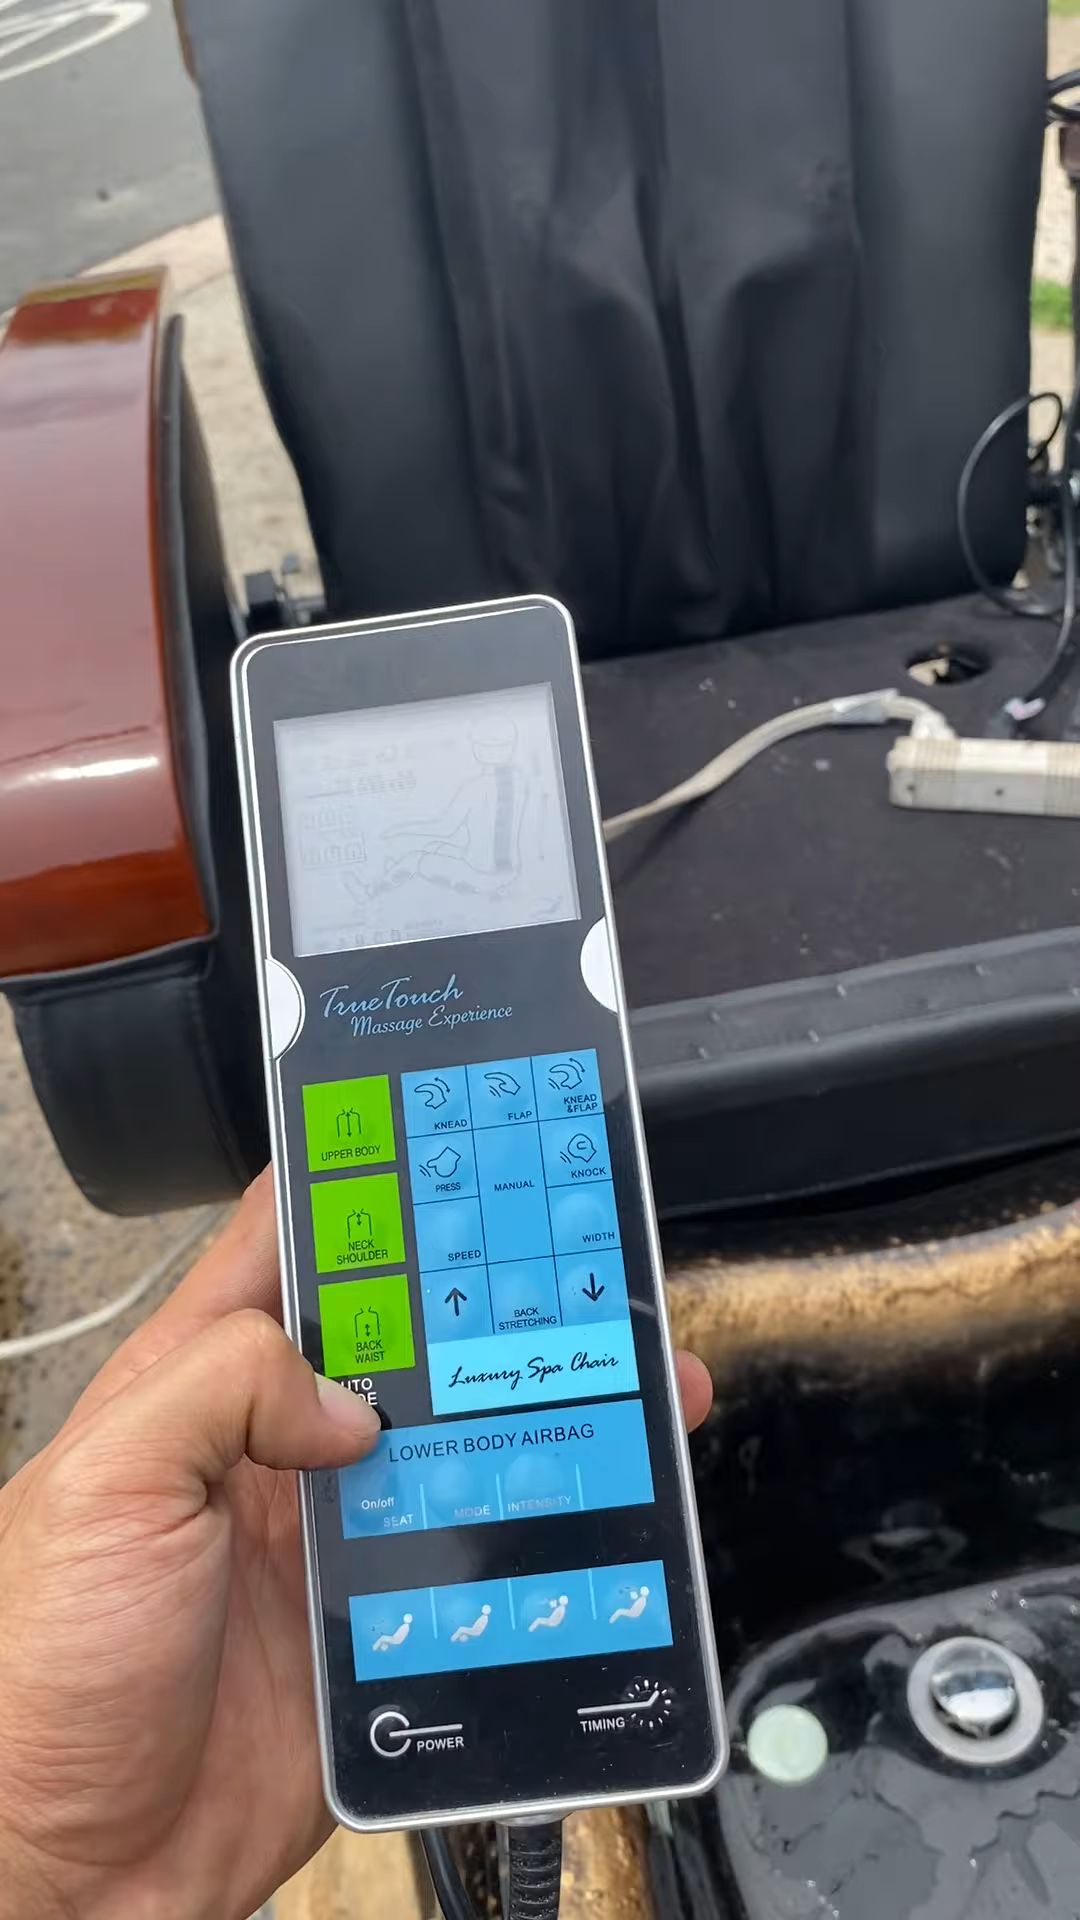 TrueTouch
Massage Experience
UPPER BODY
KNEAD
FLAP
KNEAD
&FLAP
NECK
SHOULDER
PRESS
MANUAL
KNOCK
SPEED
WIDTH
BACK
WAIST
↑
BACK
STRETCHING
↓
Luxury Spa Chair
LOWER BODY AIRBAG
On/off
SEAT
MODE
INTENSITY
POWER
TIMING